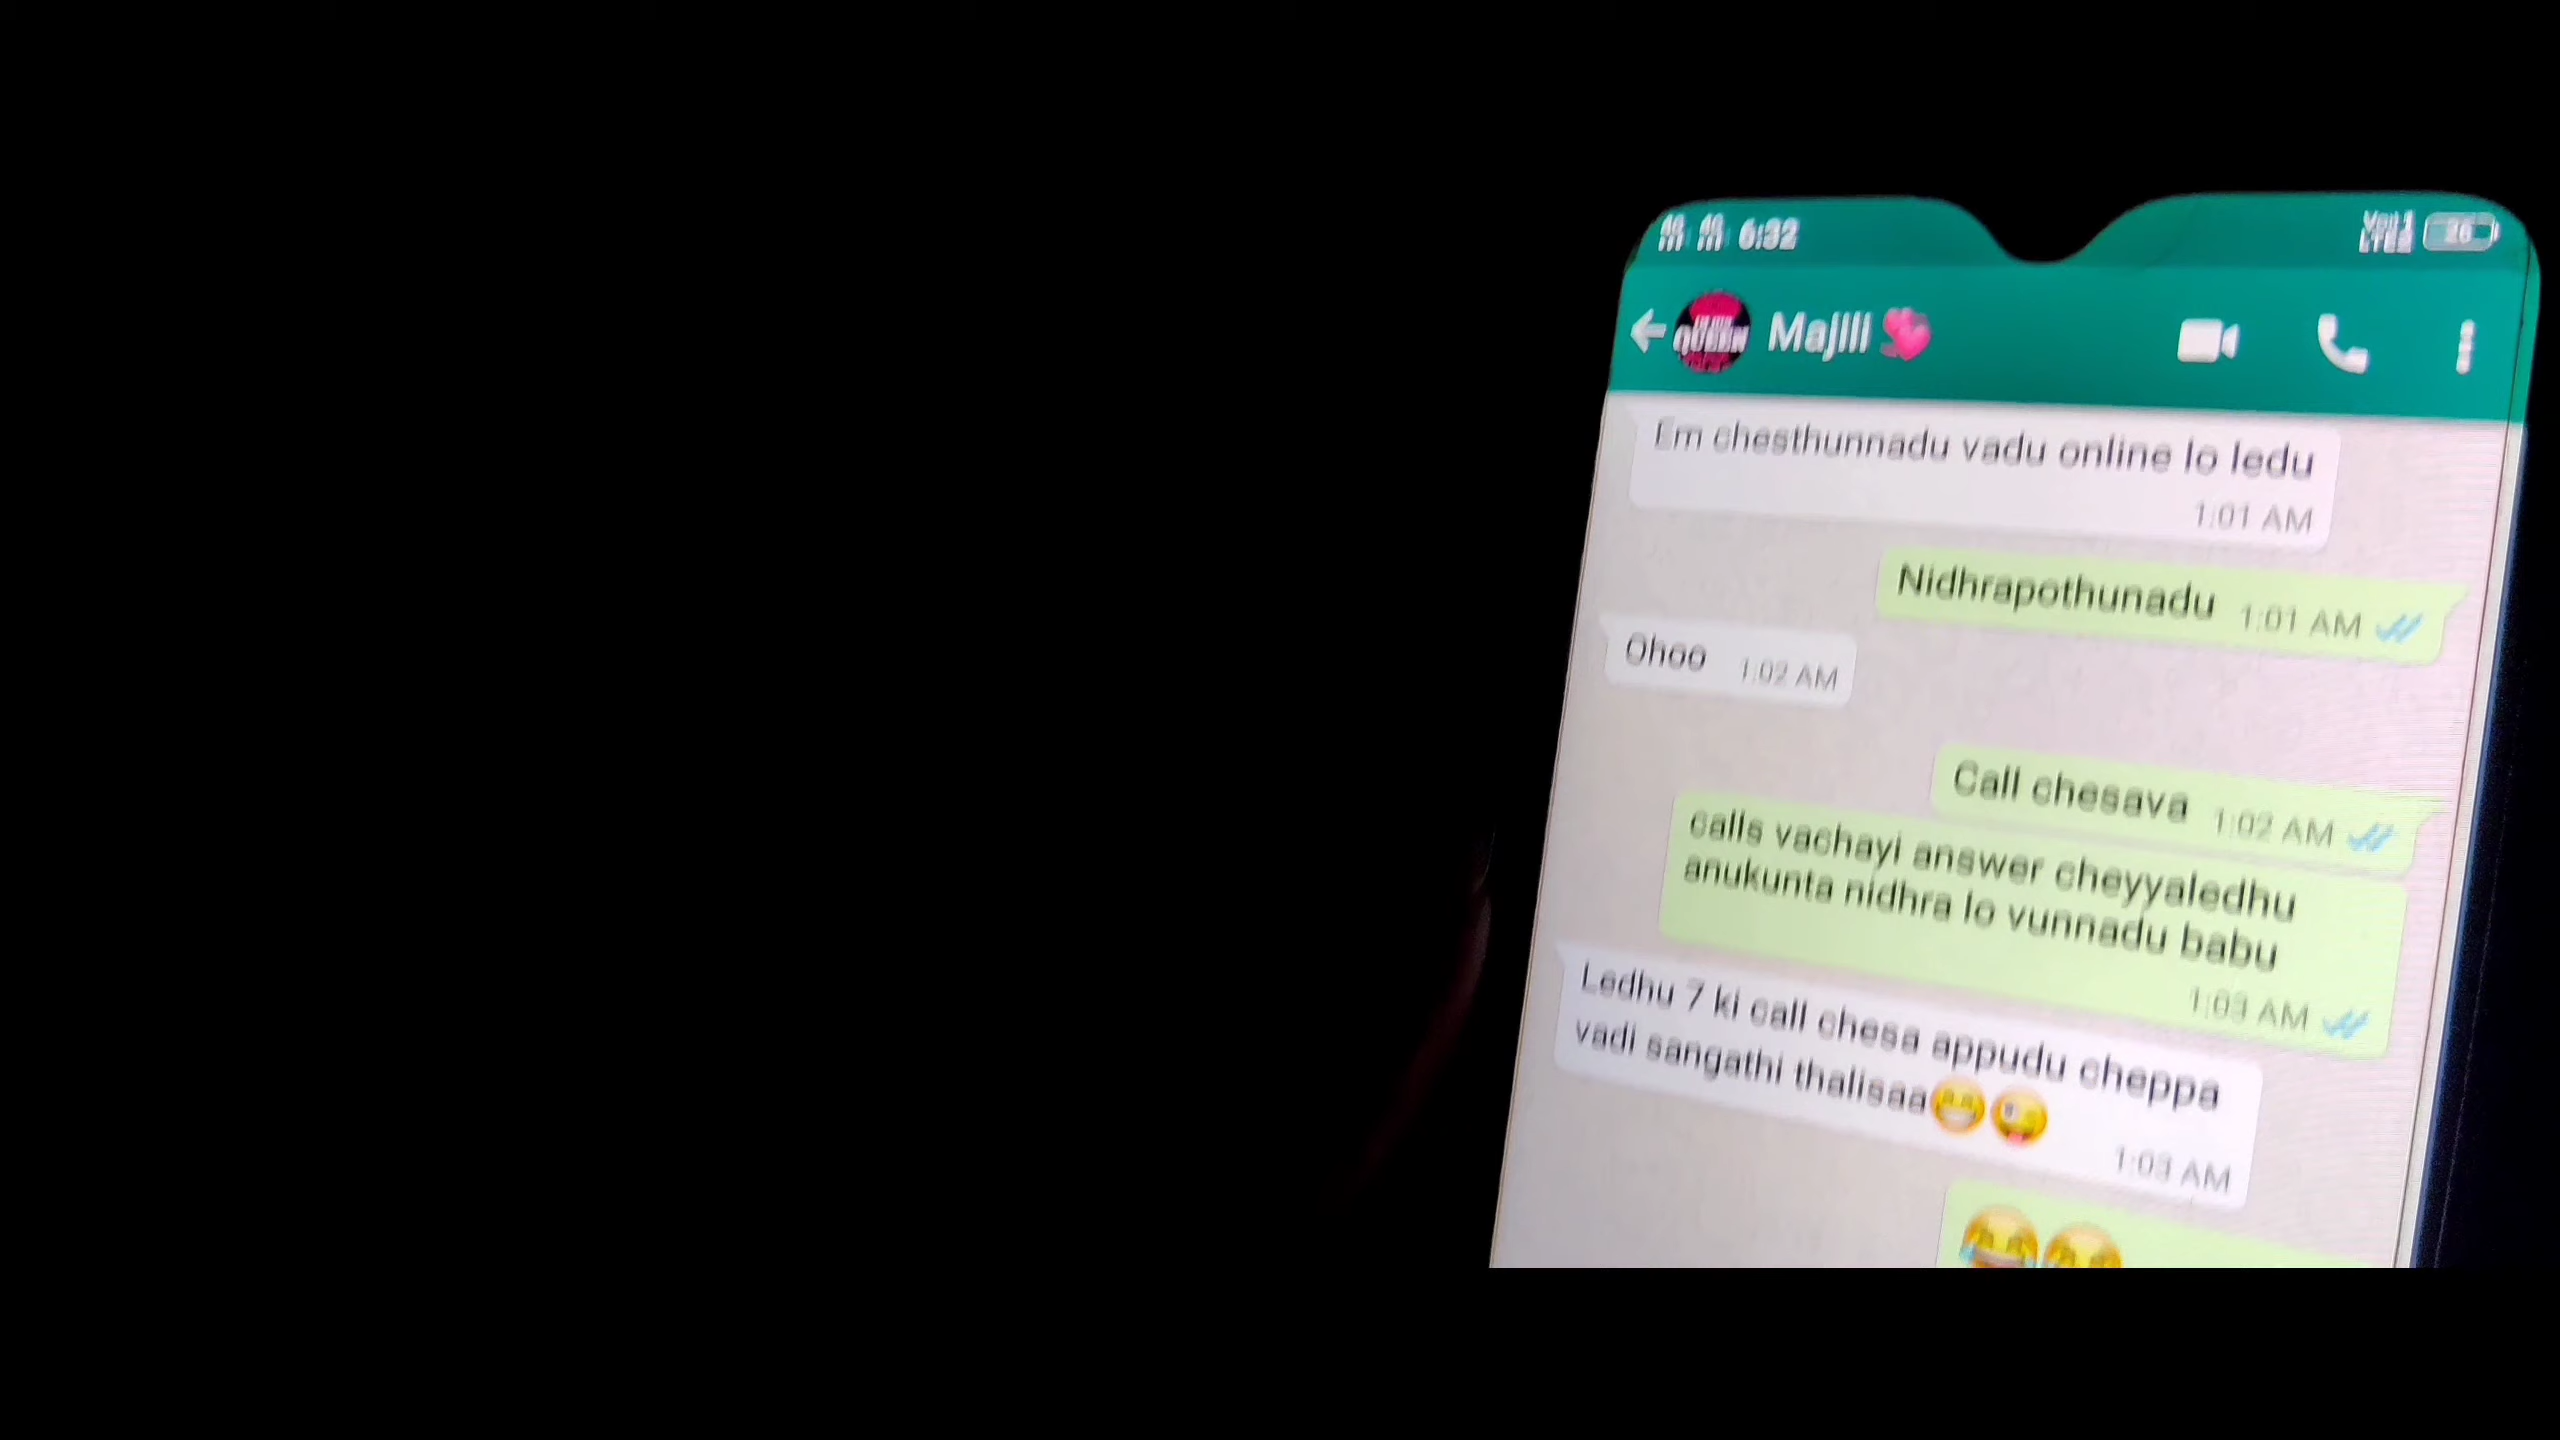 6:32
26
QUEEN
Majili
Em chesthunnadu vadu online lo ledu
1:01 AM
Nidhrapothunadu 1:01 AM
Ohoo 1:02 AM
Call chesava 1:02 AM
calls vachayi answer cheyyaledhu
anukunta nidhra lo vunnadu babu
1:03 AM
Ledhu 7 ki call chesa appudu cheppa
vadi sangathi thalisaa😁😜
1:03 AM